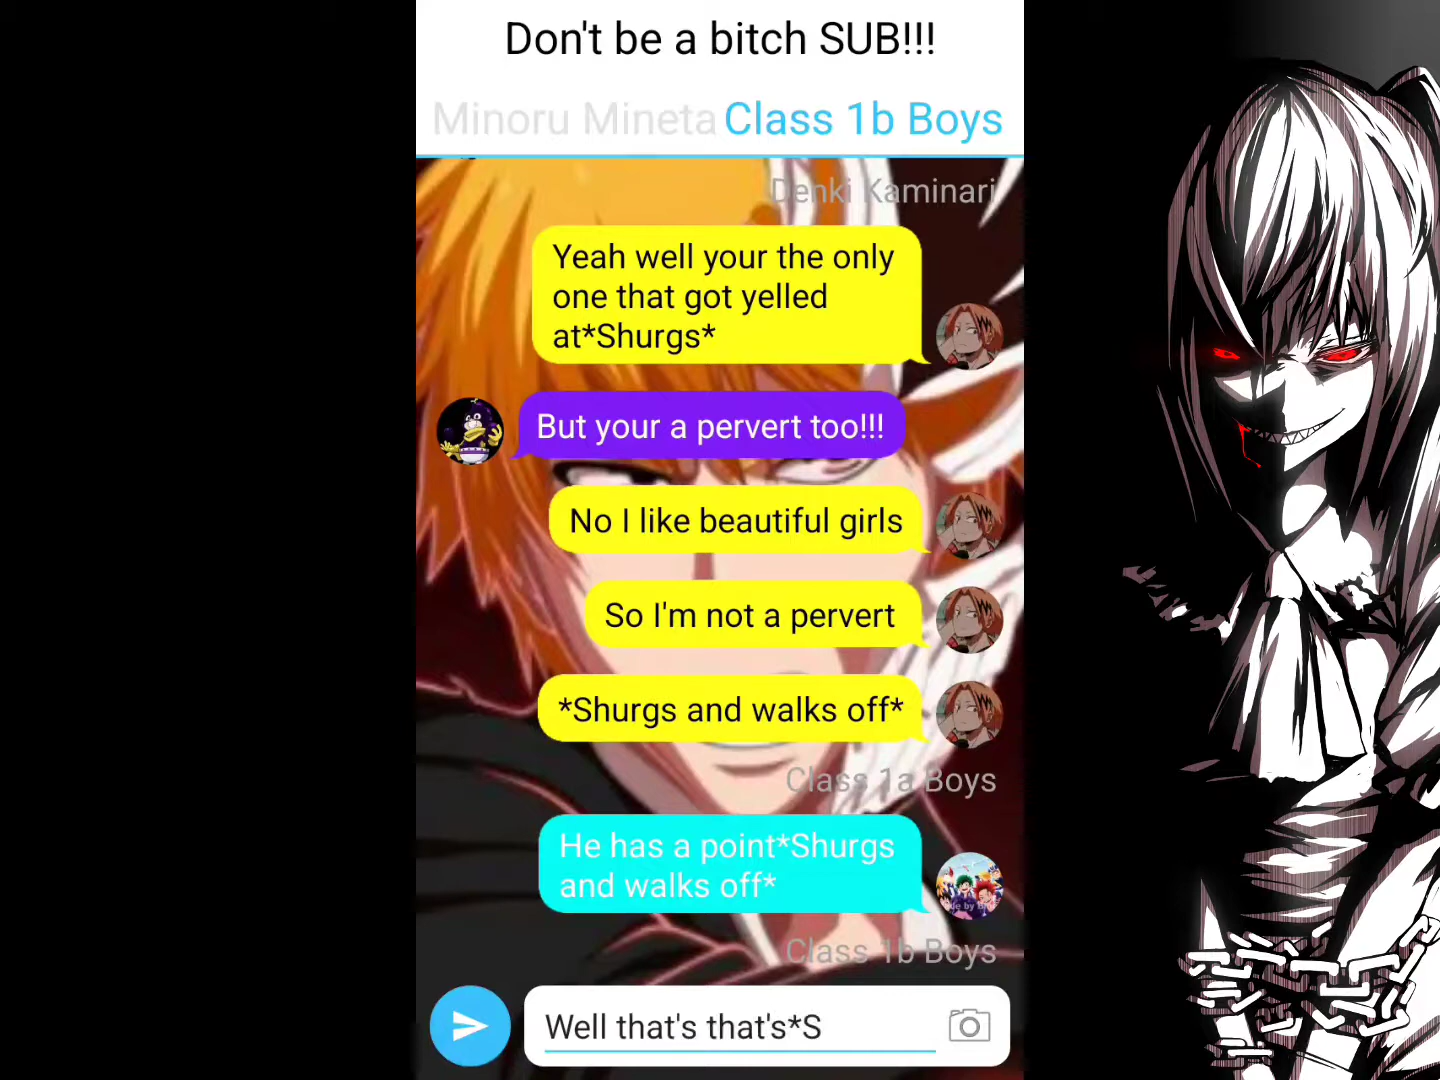 Don't be a bitch SUB!!!
Minoru Mineta Class 1b Boys
Denki Kaminari
Yeah well your the only
one that got yelled
at*Shurgs*
But your a pervert too!!!
No I like beautiful girls
So I'm not a pervert
*Shurgs and walks off*
Class 1a Boys
He has a point*Shurgs
and walks off*
Class 1b Boys
Well that's that's*S